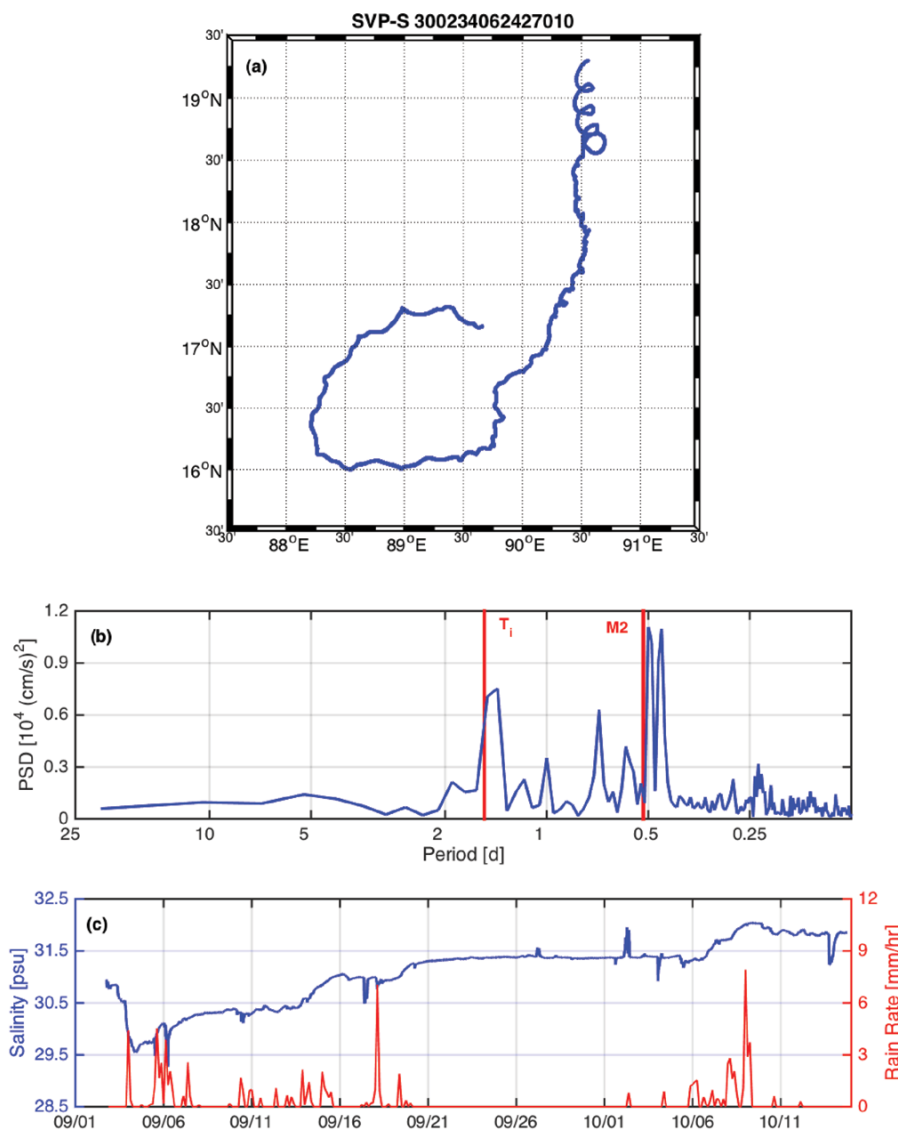 SVP-S 300234062427010
30'
(a)
19°N
30'
18°N
30'
17°N
30'
16°N
30'
30' 88°E 30' 89°E 30' 90°E 30' 91°E 30'
1.2
(b)
T_i
M2
0.9
0.6
0.3
0
PSD [10^4 (cm/s)^2]
25 10 5 2 1 0.5 0.25
Period [d]
32.5
(c)
12
31.5
9
30.5
6
29.5
3
28.5
0
Salinity [psu]
Rain Rate [mm/hr]
09/01 09/06 09/11 09/16 09/21 09/26 10/01 10/06 10/11